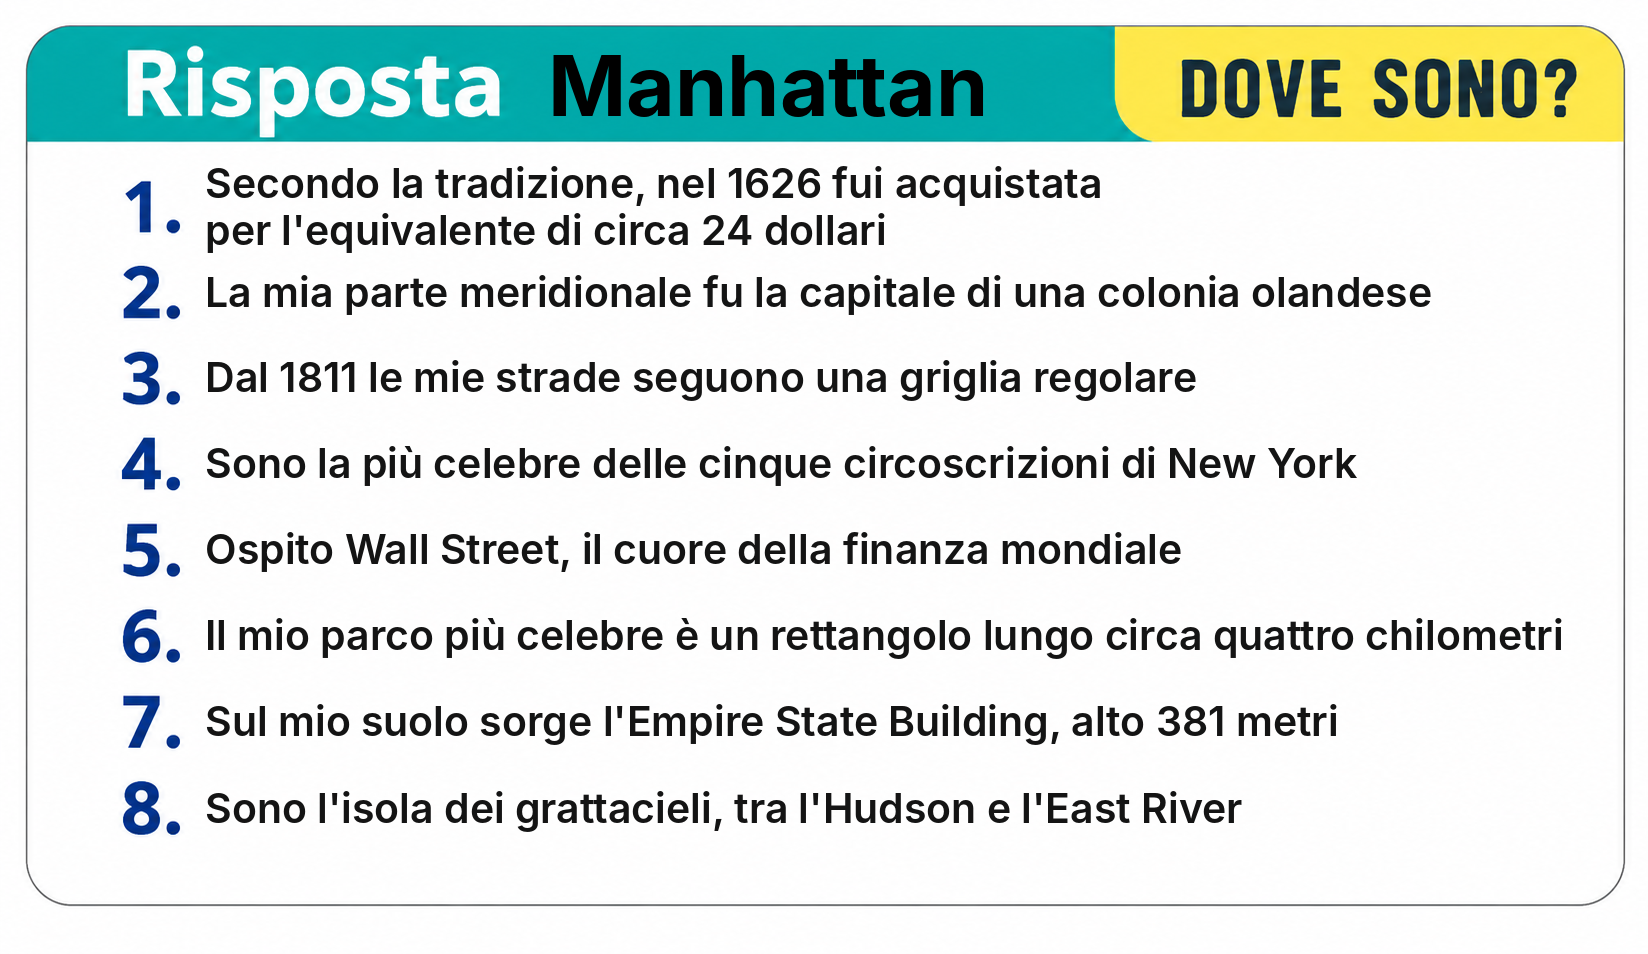 Risposta Manhattan DOVE SONO?
1. Secondo la tradizione, nel 1626 fui acquistata
per l'equivalente di circa 24 dollari
2. La mia parte meridionale fu la capitale di una colonia olandese
3. Dal 1811 le mie strade seguono una griglia regolare
4. Sono la più celebre delle cinque circoscrizioni di New York
5. Ospito Wall Street, il cuore della finanza mondiale
6. Il mio parco più celebre è un rettangolo lungo circa quattro chilometri
7. Sul mio suolo sorge l'Empire State Building, alto 381 metri
8. Sono l'isola dei grattacieli, tra l'Hudson e l'East River